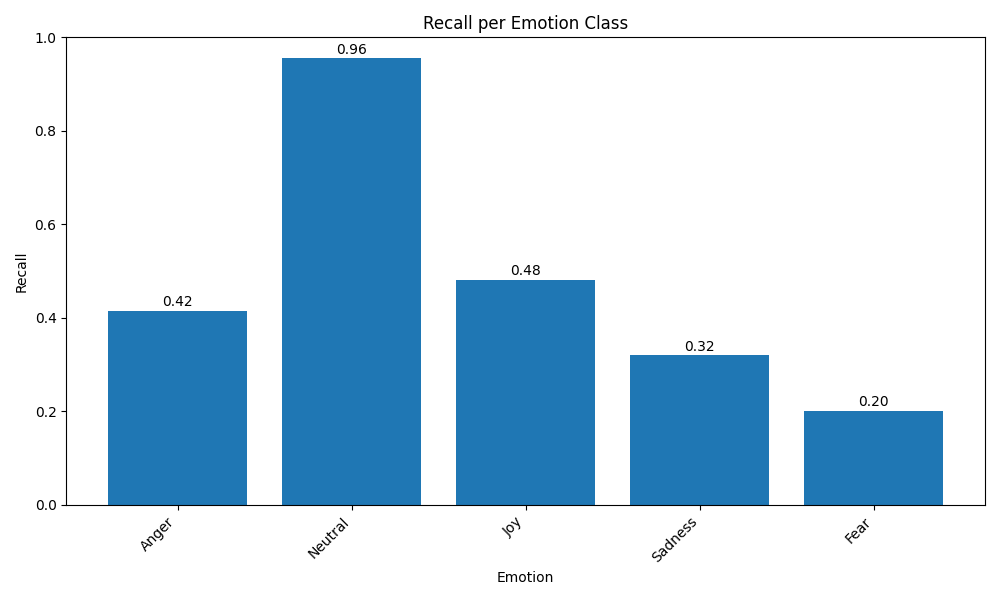 Recall per Emotion Class
1.0
0.8
0.6
0.4
0.2
0.0
Recall
0.42
0.96
0.48
0.32
0.20
Anger
Neutral
Joy
Sadness
Fear
Emotion